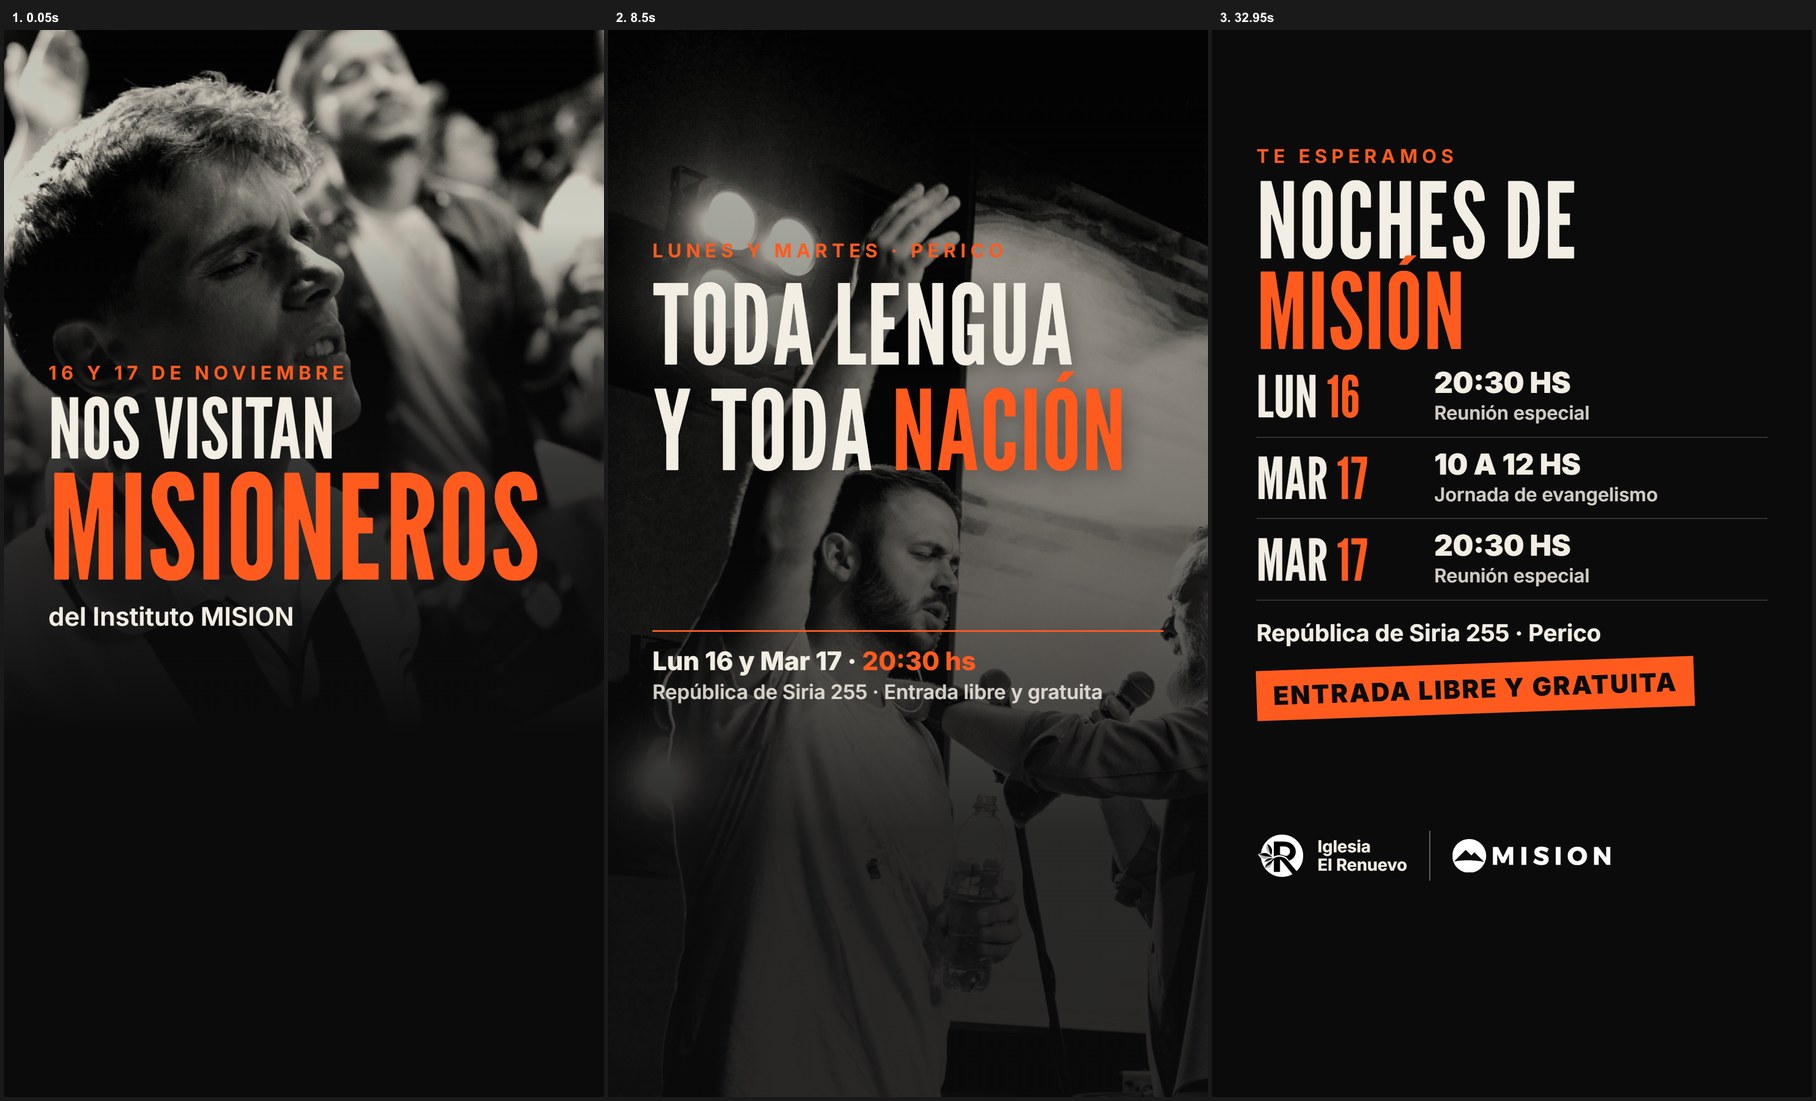 1. 0.05s
16 Y 17 DE NOVIEMBRE
NOS VISITAN
MISIONEROS
del Instituto MISION
2. 8.5s
LUNES Y MARTES · PERICO
TODA LENGUA
Y TODA NACIÓN
Lun 16 y Mar 17 · 20:30 hs
República de Siria 255 · Entrada libre y gratuita
3. 32.95s
TE ESPERAMOS
NOCHES DE
MISIÓN
LUN 16
20:30 HS
Reunión especial
MAR 17
10 A 12 HS
Jornada de evangelismo
MAR 17
20:30 HS
Reunión especial
República de Siria 255 · Perico
ENTRADA LIBRE Y GRATUITA
R
Iglesia
El Renuevo
MISION